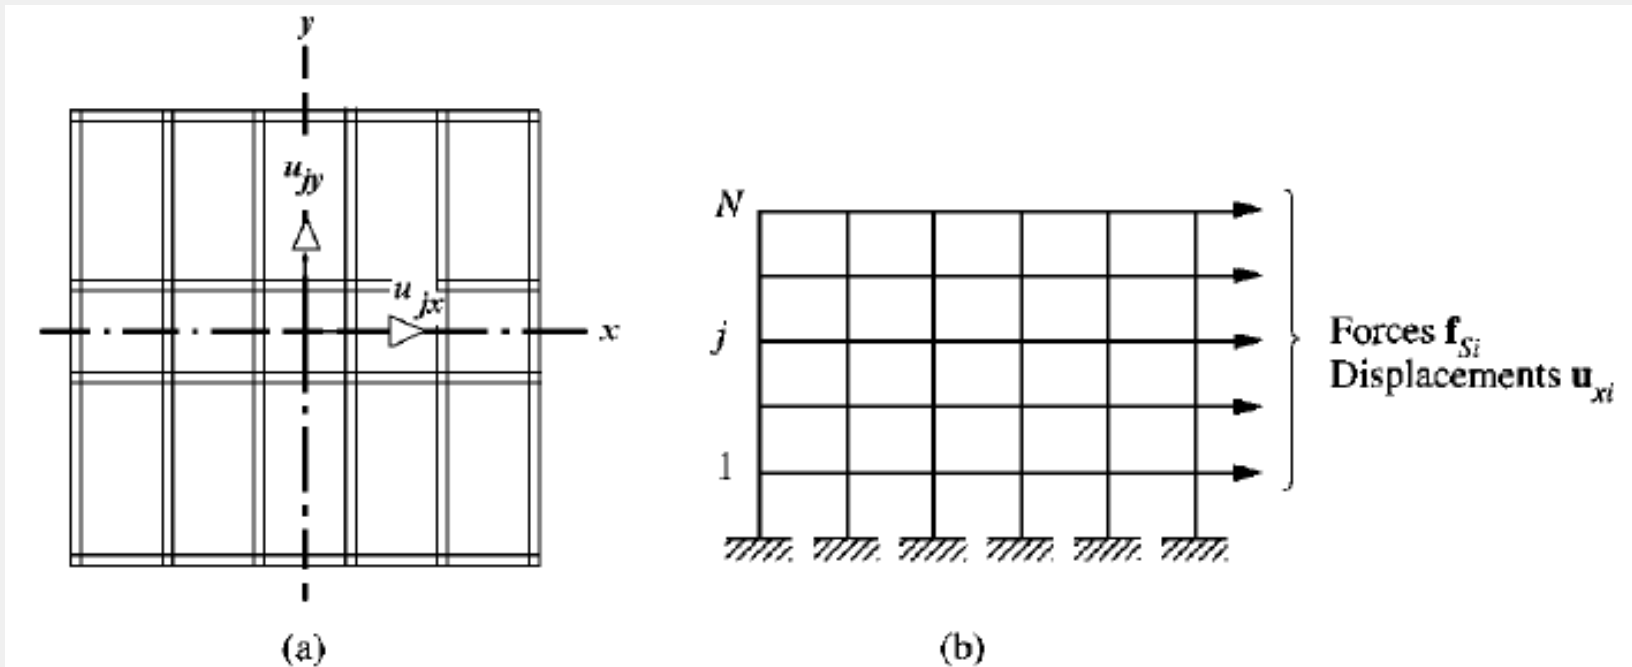 y
u_jy
u_jx
x
(a)
N
j
1
Forces f_Si
Displacements u_xi
(b)